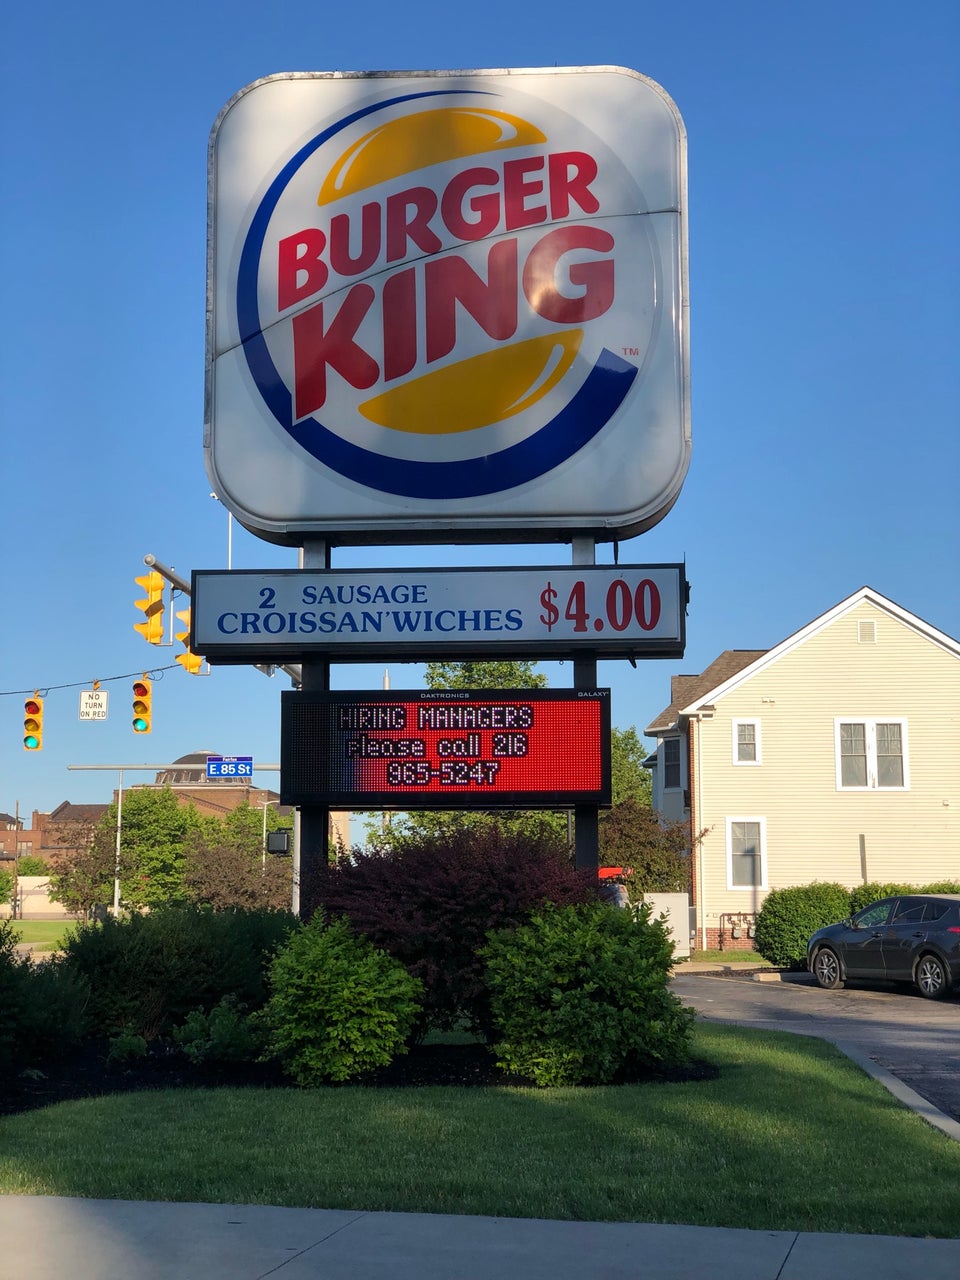 BURGER
KING
TM
2 SAUSAGE
CROISSAN'WICHES
$4.00
DAKTRONICS
GALAXY
HIRING MANAGERS
Please call 216
965-5247
NO
TURN
ON RED
Fairfax
E. 85 St